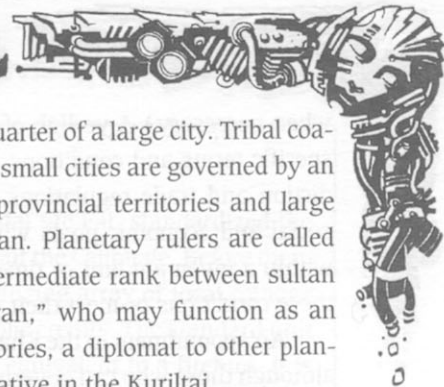 uarter of a large city. Tribal coa-
small cities are governed by an
provincial territories and large
an. Planetary rulers are called
ermediate rank between sultan
an,” who may function as an
ories, a diplomat to other plan-
ative in the Kuriltai.